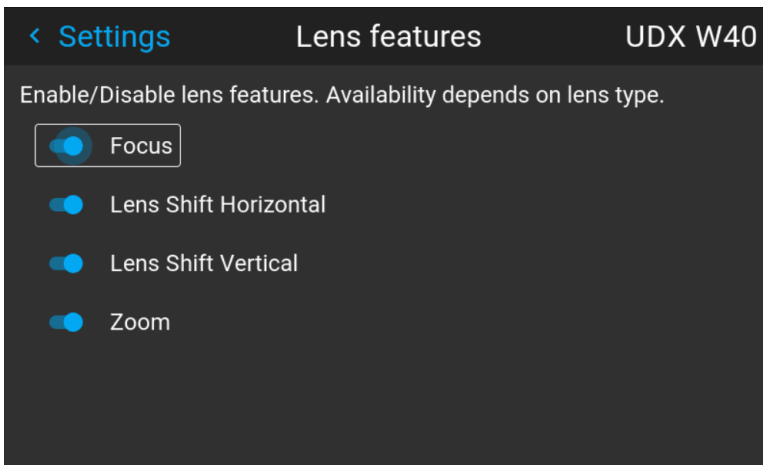 Settings Lens features UDX W40
Enable/Disable lens features. Availability depends on lens type.
Focus
Lens Shift Horizontal
Lens Shift Vertical
Zoom